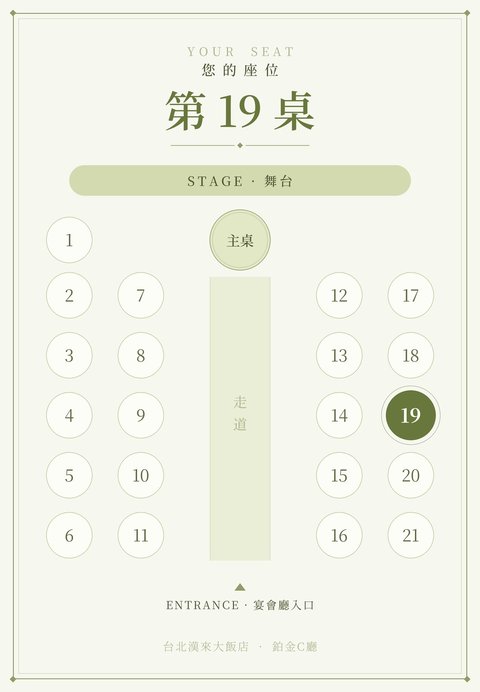 YOUR SEAT
您的座位
第 19 桌
STAGE · 舞台
1 主桌
2 7 12 17
3 8 13 18
走道
4 9 14 19
5 10 15 20
6 11 16 21
ENTRANCE · 宴會廳入口
台北漢來大飯店 · 鉑金C廳